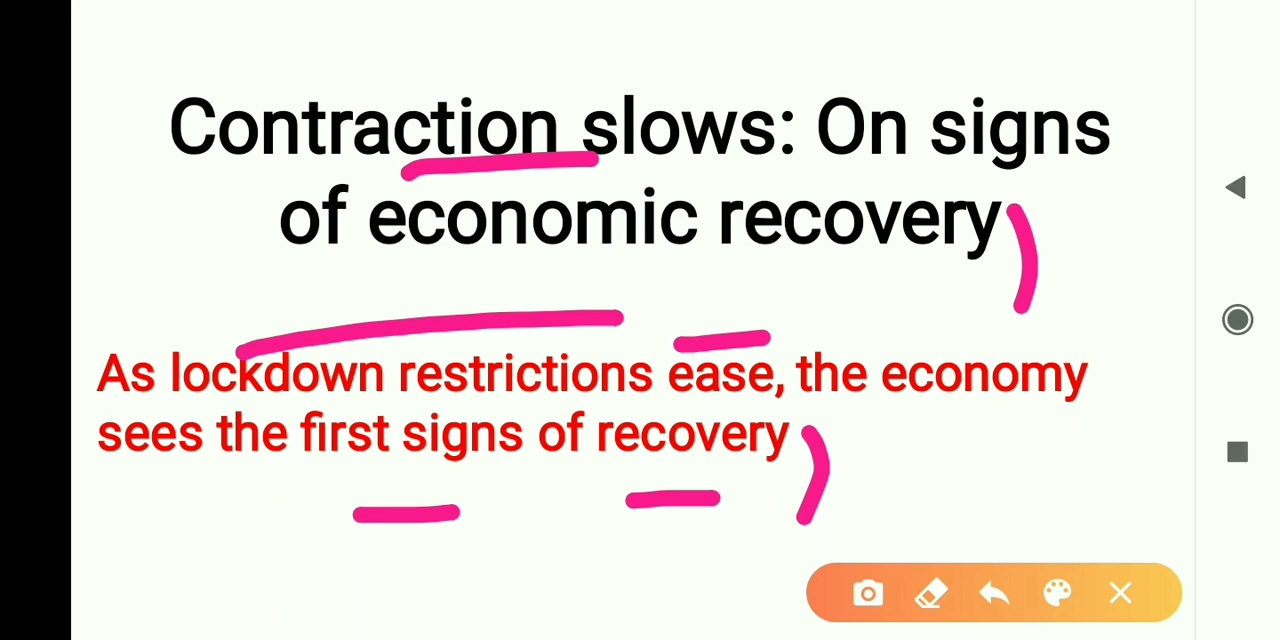 Contraction slows: On signs
of economic recovery
As lockdown restrictions ease, the economy
sees the first signs of recovery